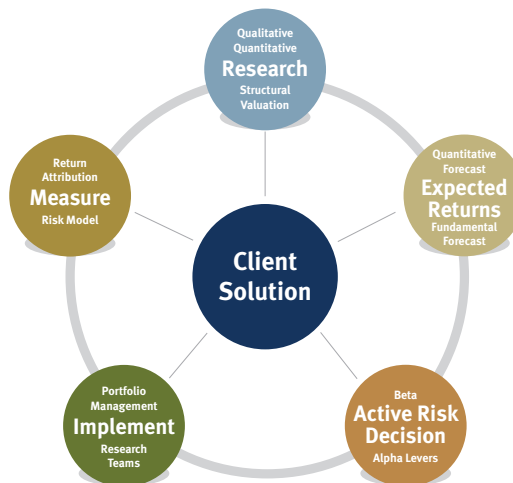 Qualitative
Quantitative
Research
Structural
Valuation
Quantitative
Forecast
Expected
Returns
Fundamental
Forecast
Return
Attribution
Measure
Risk Model
Client
Solution
Portfolio
Management
Implement
Research
Teams
Beta
Active Risk
Decision
Alpha Levers